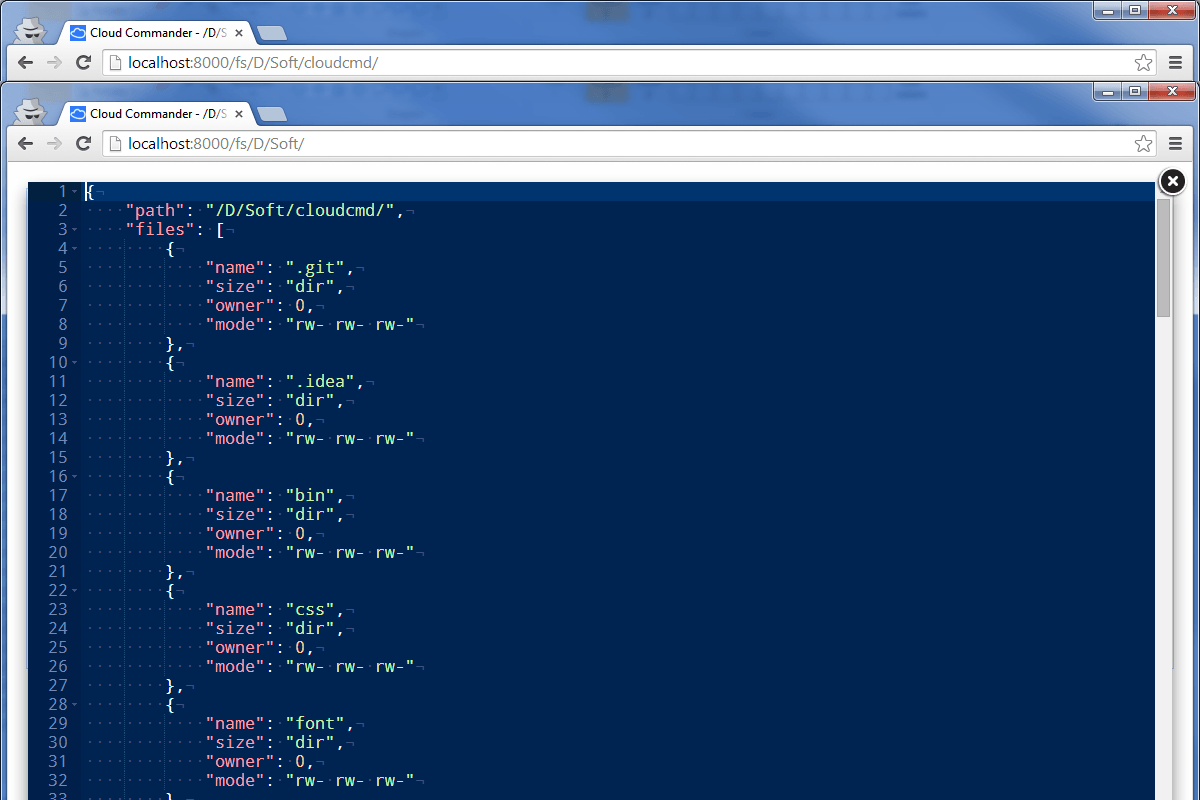 Cloud Commander - /D/S
localhost:8000/fs/D/Soft/cloudcmd/
Cloud Commander - /D/S
localhost:8000/fs/D/Soft/
1 {
2 "path": "/D/Soft/cloudcmd/",
3 "files": [
4 {
5 "name": ".git",
6 "size": "dir",
7 "owner": 0,
8 "mode": "rw- rw- rw-"
9 },
10 {
11 "name": ".idea",
12 "size": "dir",
13 "owner": 0,
14 "mode": "rw- rw- rw-"
15 },
16 {
17 "name": "bin",
18 "size": "dir",
19 "owner": 0,
20 "mode": "rw- rw- rw-"
21 },
22 {
23 "name": "css",
24 "size": "dir",
25 "owner": 0,
26 "mode": "rw- rw- rw-"
27 },
28 {
29 "name": "font",
30 "size": "dir",
31 "owner": 0,
32 "mode": "rw- rw- rw-"
33 },